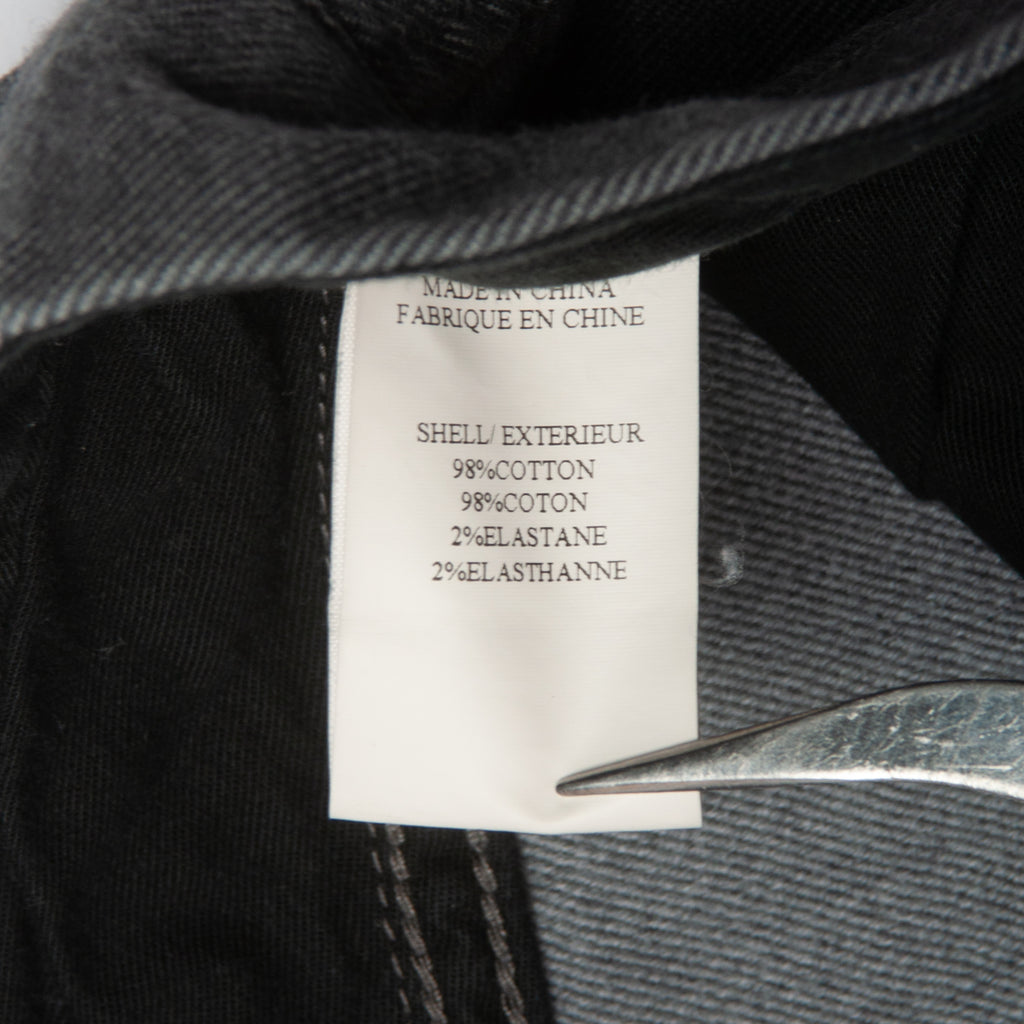 MADE IN CHINA
FABRIQUE EN CHINE
SHELL/ EXTERIEUR
98%COTTON
98%COTON
2%ELASTANE
2%ELASTHANNE